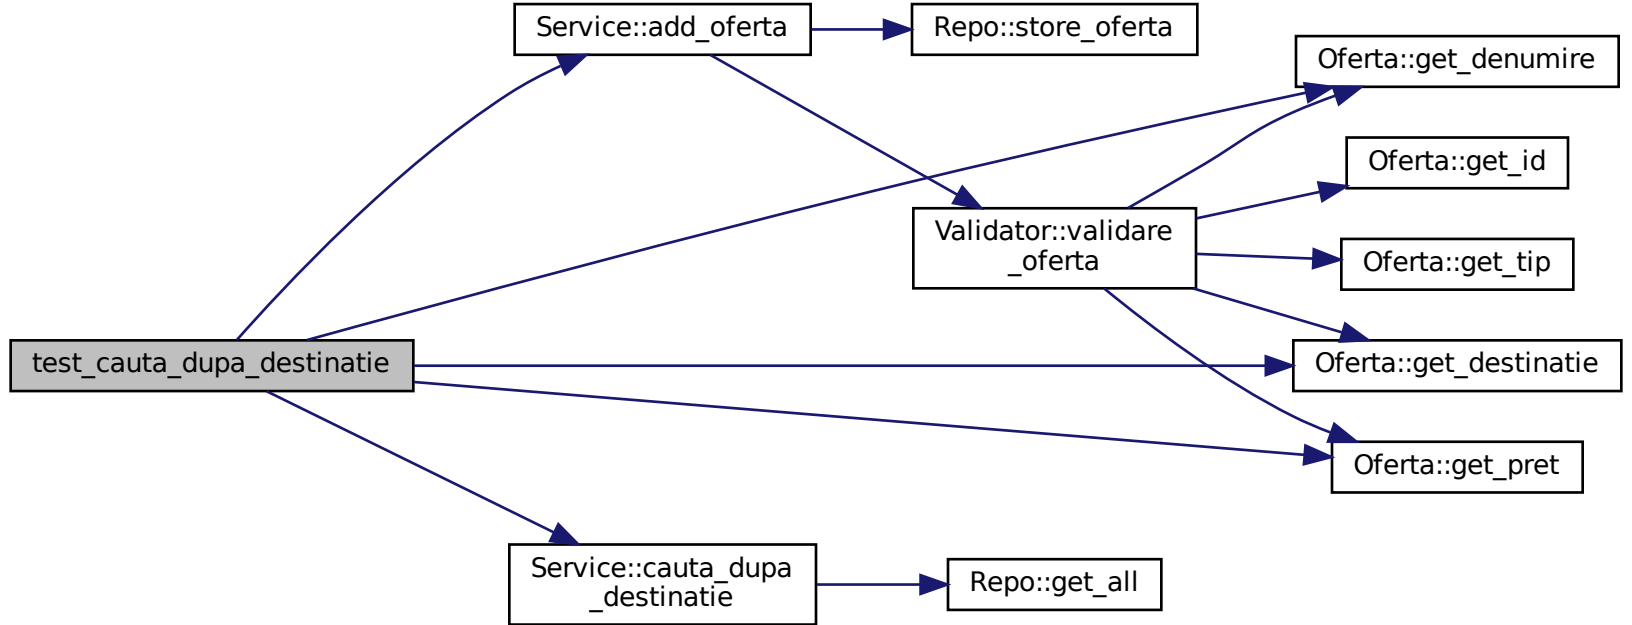 Service::add_oferta
Repo::store_oferta
Oferta::get_denumire
Oferta::get_id
Validator::validare
_oferta
Oferta::get_tip
test_cauta_dupa_destinatie
Oferta::get_destinatie
Oferta::get_pret
Service::cauta_dupa
_destinatie
Repo::get_all